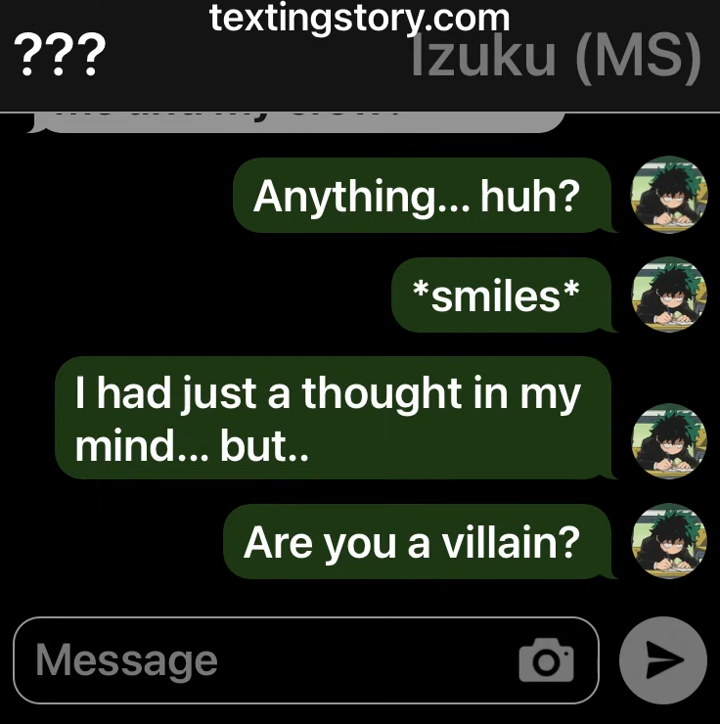 textingstory.com
??? Izuku (MS)
Anything... huh?
*smiles*
I had just a thought in my
mind... but..
Are you a villain?
Message